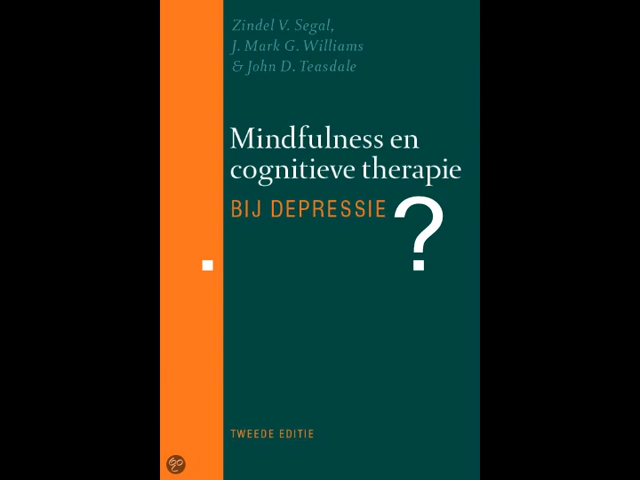 Zindel V. Segal,
J. Mark G. Williams
& John D. Teasdale
Mindfulness en
cognitieve therapie
BIJ DEPRESSIE
. ?
TWEEDE EDITIE